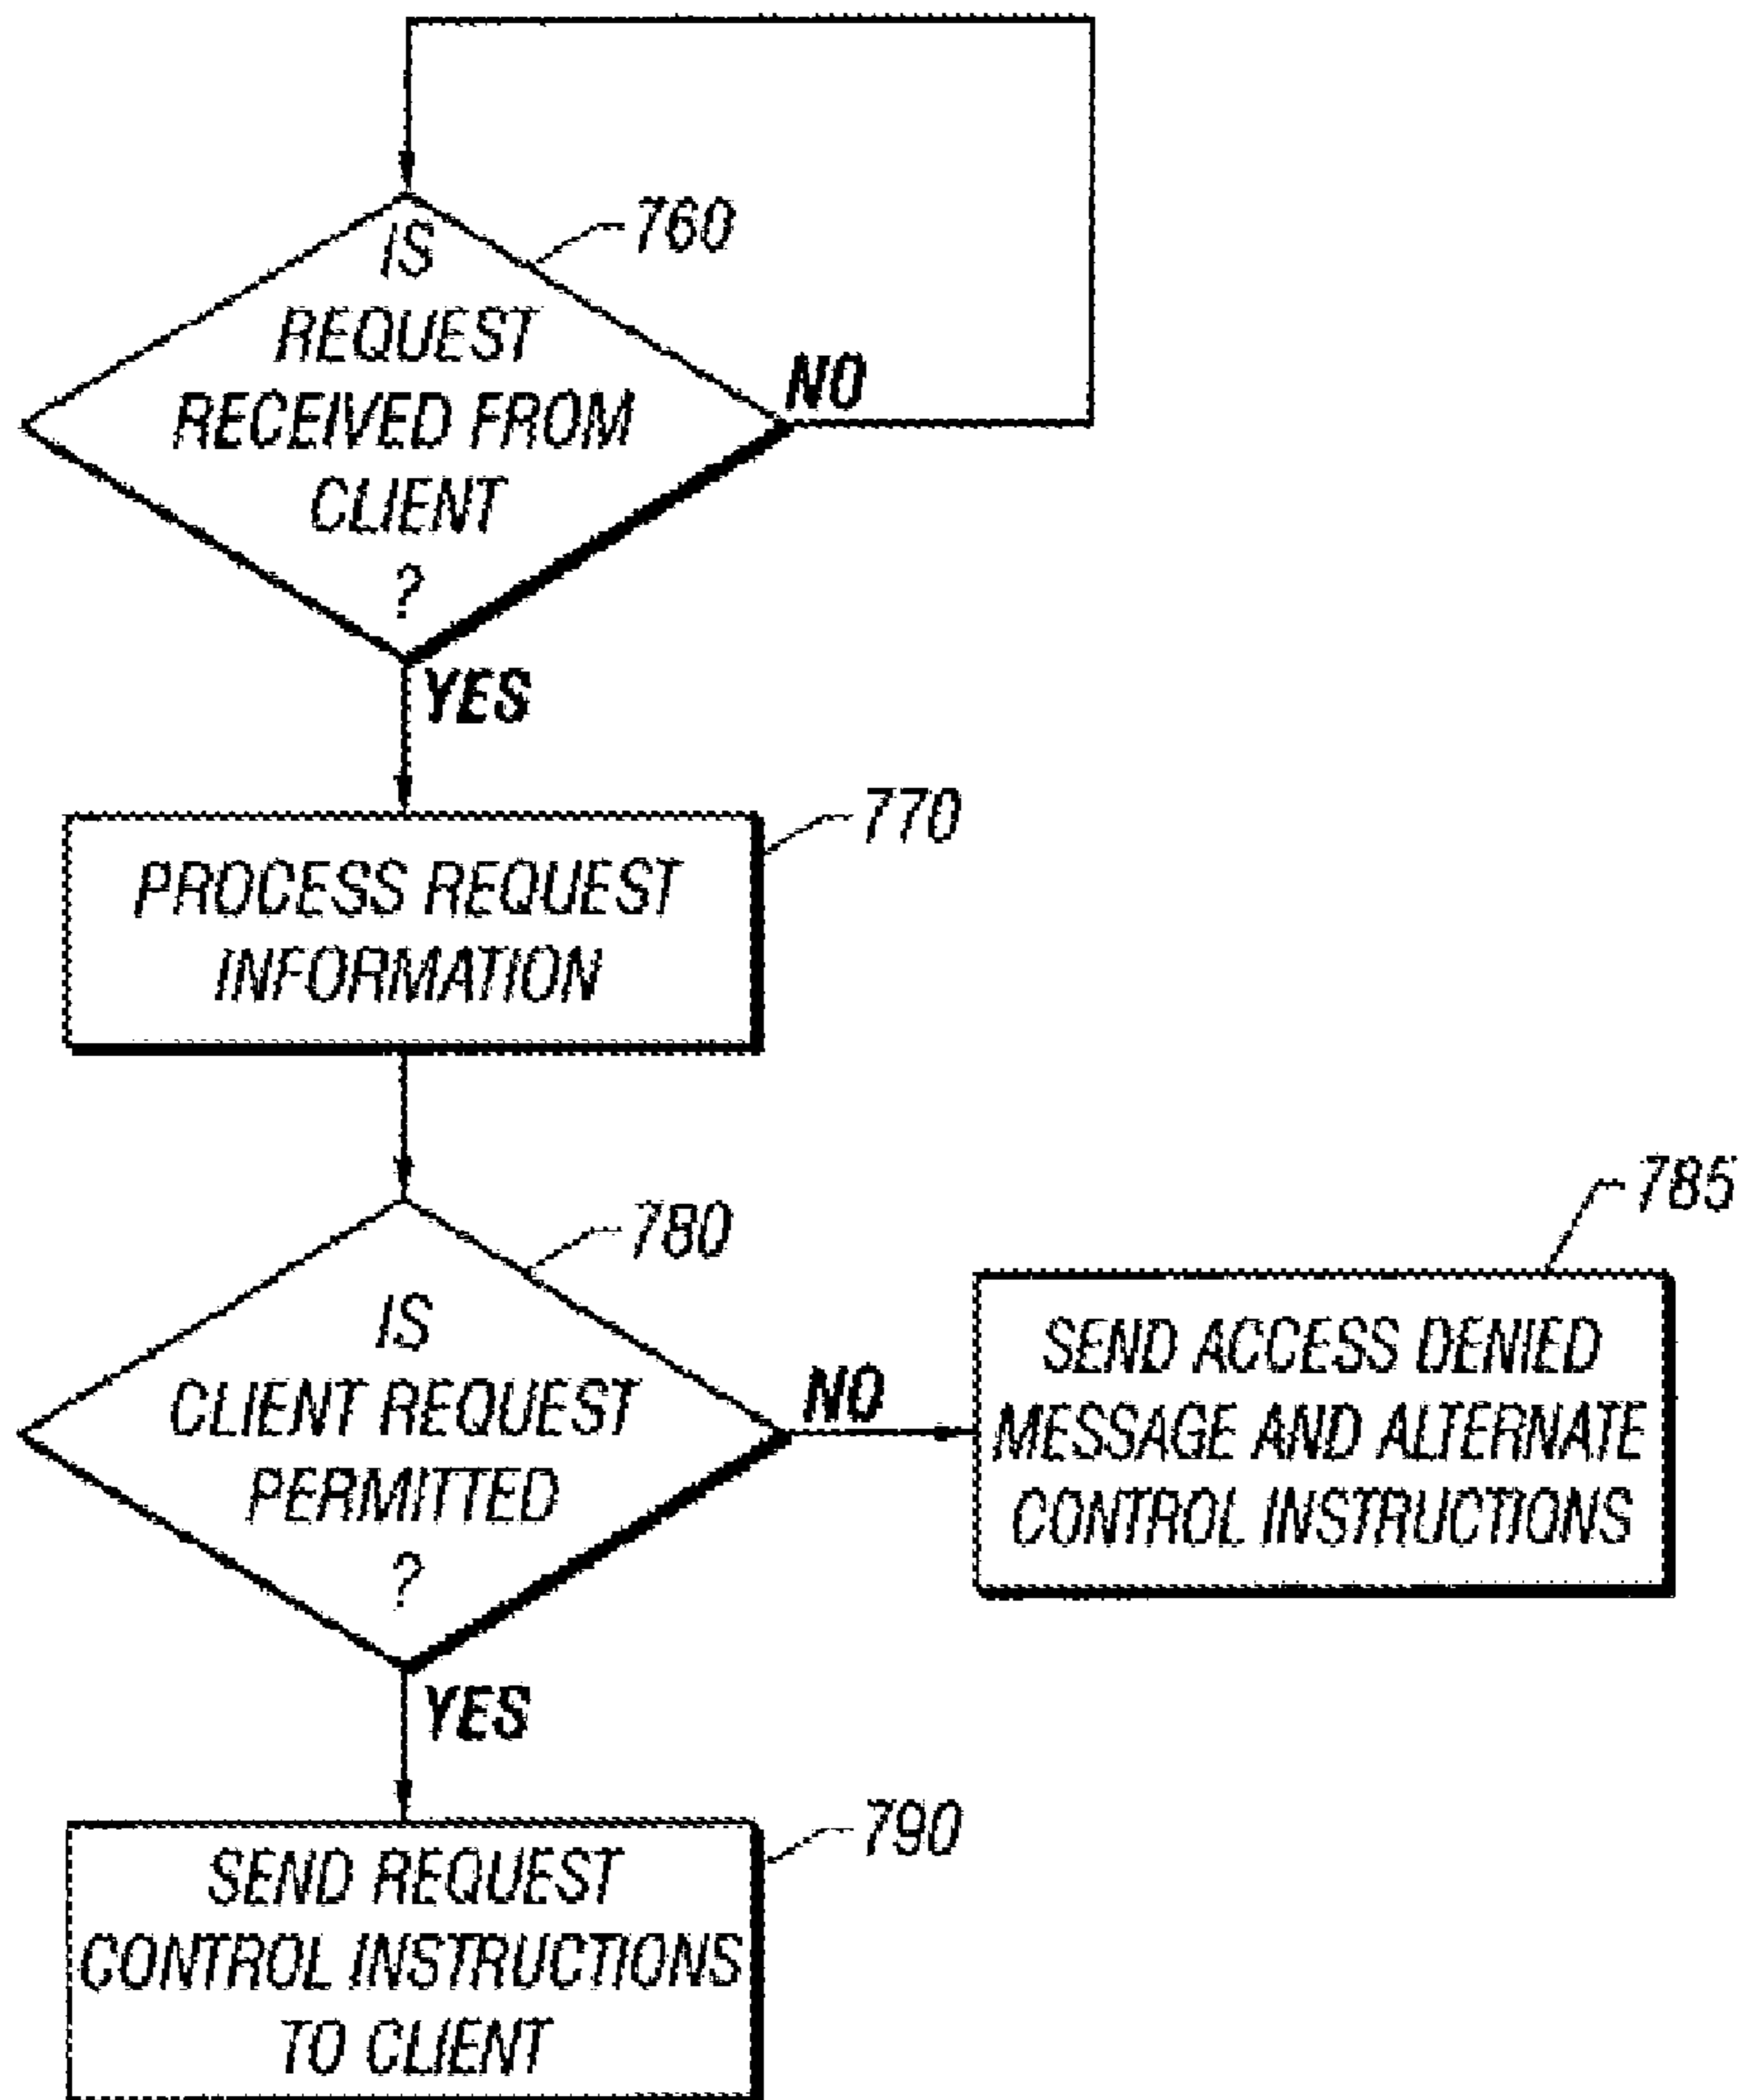 760
IS
REQUEST
RECEIVED FROM
CLIENT
?
NO
YES
770
PROCESS REQUEST
INFORMATION
780
IS
CLIENT REQUEST
PERMITTED
?
NO
785
SEND ACCESS DENIED
MESSAGE AND ALTERNATE
CONTROL INSTRUCTIONS
YES
790
SEND REQUEST
CONTROL INSTRUCTIONS
TO CLIENT